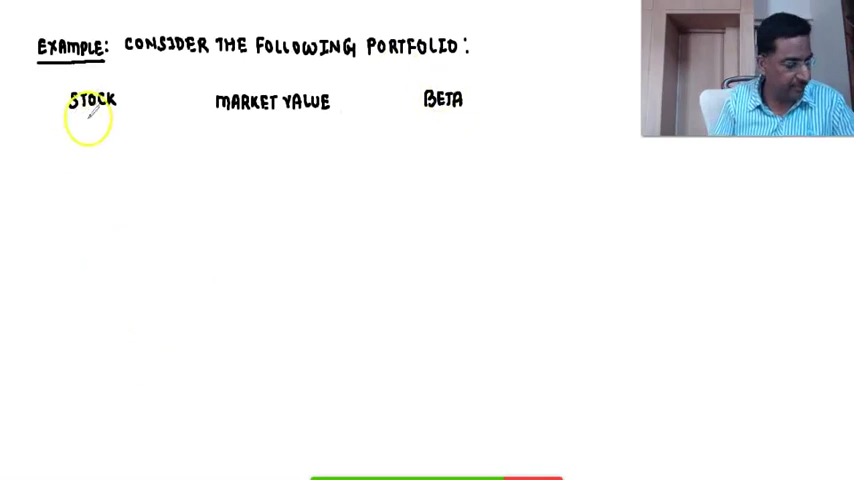 EXAMPLE: CONSIDER THE FOLLOWING PORTFOLIO:
STOCK MARKET VALUE BETA